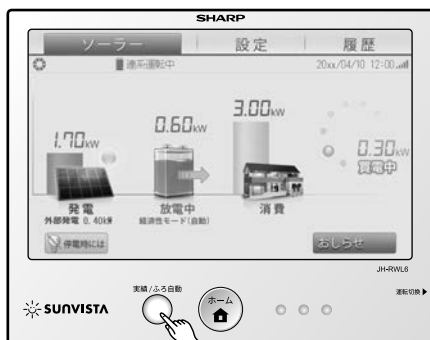 SHARP
ソーラー 設定 履歴
連系運転中 20xx/04/10 12:00
3.00kW
0.60kW
1.70kW
0.30kW
買電中
発電 放電中 消費
外部発電 0.40kW 経済性モード(自動)
停電時には おしらせ
JH-RWL6
実績/ふろ自動 ホーム 運転切換
SUNVISTA